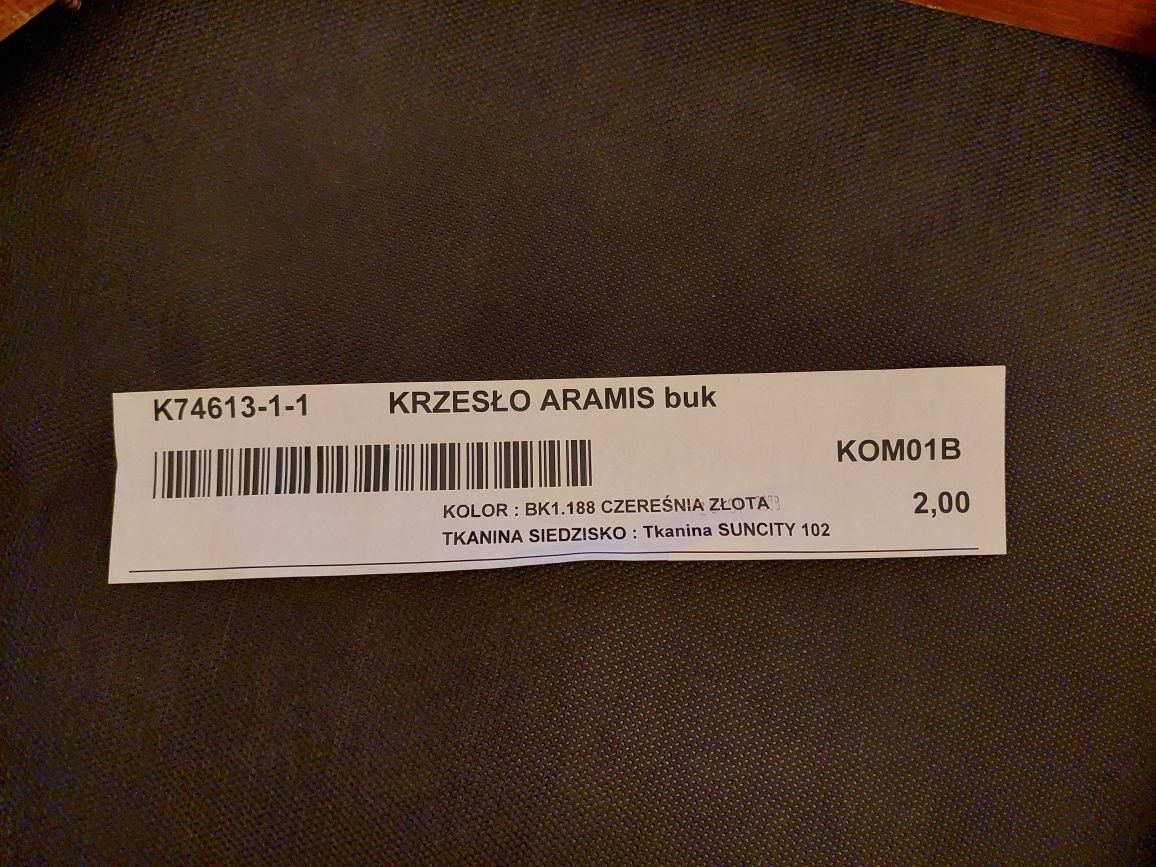 K74613-1-1 KRZESŁO ARAMIS buk
KOM01B
KOLOR : BK1.188 CZEREŚNIA ZŁOTA
2,00
TKANINA SIEDZISKO : Tkanina SUNCITY 102